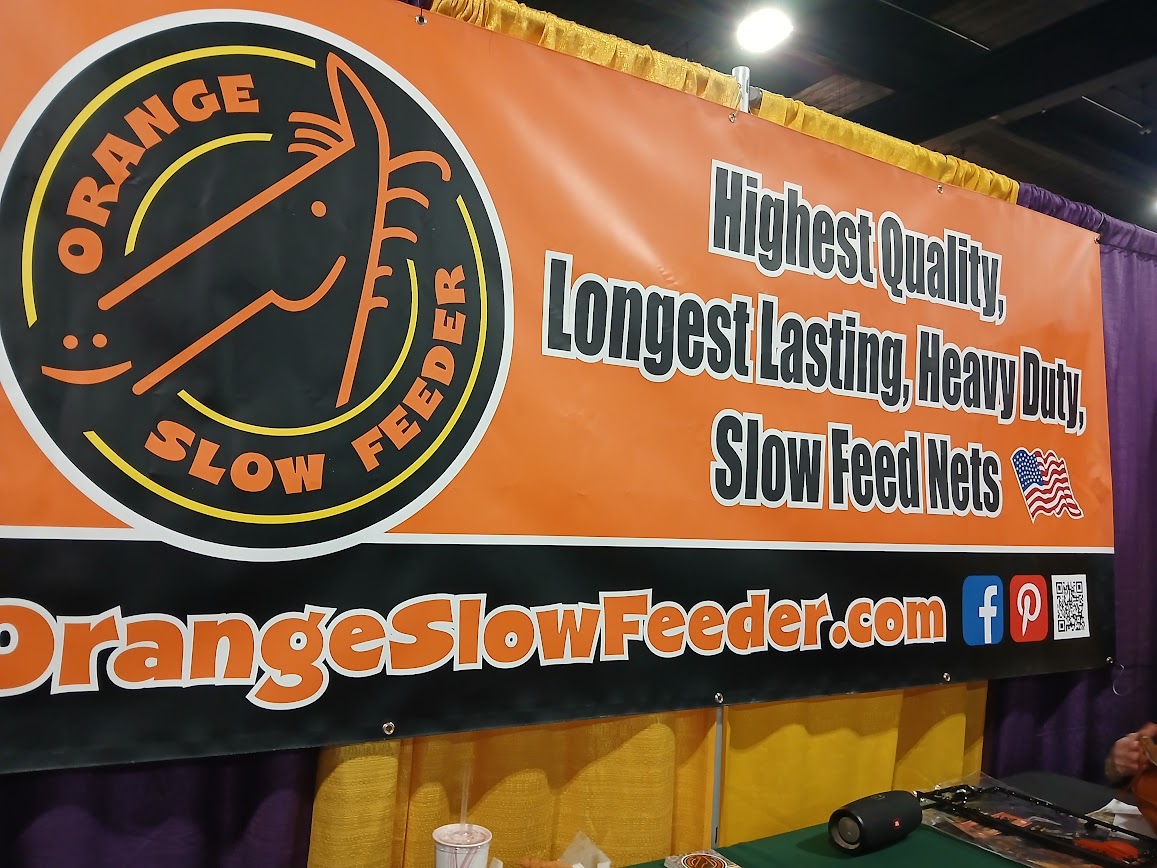 ORANGE
SLOW FEEDER
Highest Quality,
Longest Lasting, Heavy Duty,
Slow Feed Nets
OrangeSlowFeeder.com